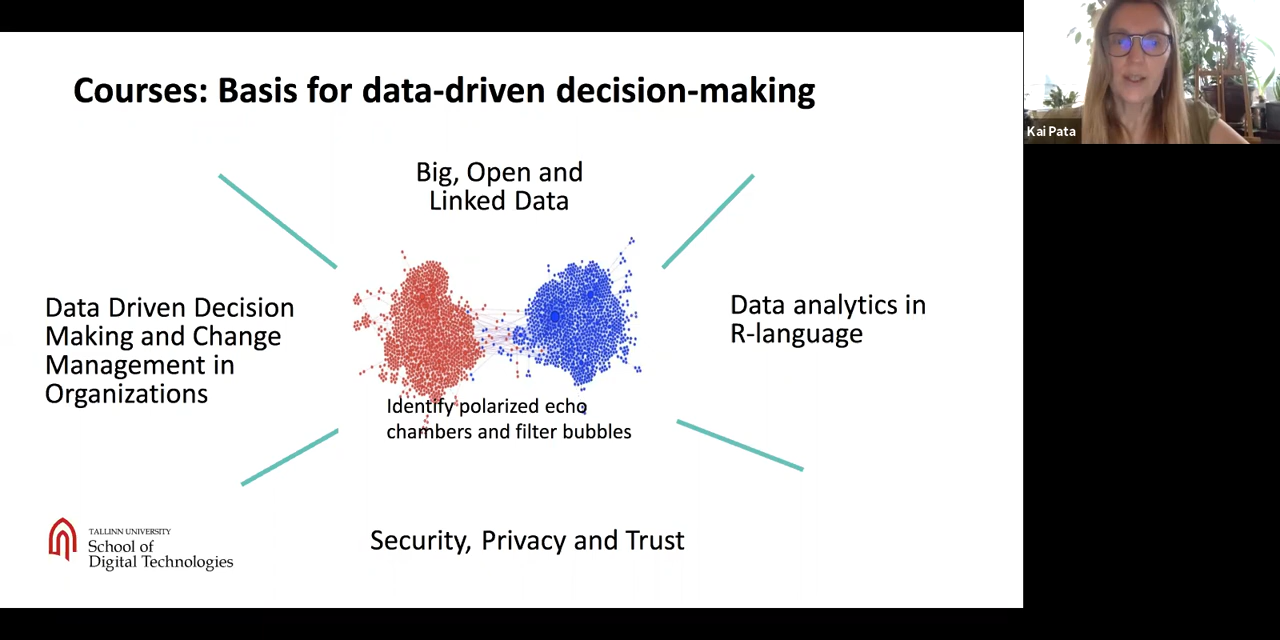 Courses: Basis for data-driven decision-making
Kai Pata
Big, Open and
Linked Data
Data Driven Decision
Making and Change
Management in
Organizations
Data analytics in
R-language
Identify polarized echo
chambers and filter bubbles
Security, Privacy and Trust
TALLINN UNIVERSITY
School of
Digital Technologies